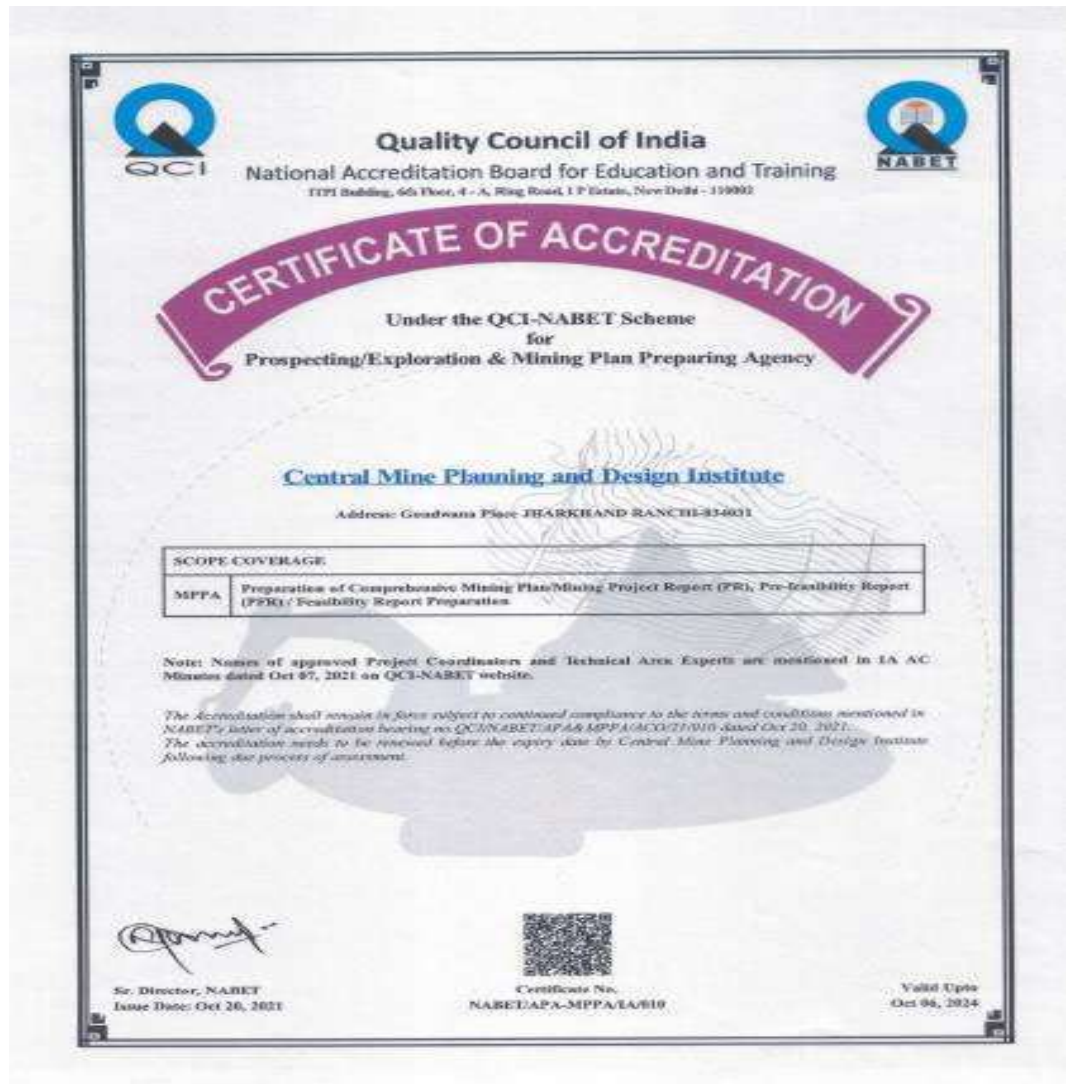 QCI
NABET
Quality Council of India
National Accreditation Board for Education and Training
ITPI Building, 6th Floor, 4 - A, Ring Road, I P Estate, New Delhi - 110002
CERTIFICATE OF ACCREDITATION
Under the QCI-NABET Scheme
for
Prospecting/Exploration & Mining Plan Preparing Agency
Central Mine Planning and Design Institute
Address: Gondwana Place JHARKHAND RANCHI-834031
SCOPE COVERAGE
MPPA Preparation of Comprehensive Mining Plan/Mining Project Report (PR), Pre-feasibility Report
(PFR) / Feasibility Report Preparation
Note: Names of approved Project Coordinators and Technical Area Experts are mentioned in IA AC
Minutes dated Oct 07, 2021 on QCI-NABET website.
The Accreditation shall remain in force subject to continued compliance to the terms and conditions mentioned in
NABET's letter of accreditation bearing no. QCI/NABET/APA&MPPA/ACO/21/010 dated Oct 20, 2021.
The accreditation needs to be renewed before the expiry date by Central Mine Planning and Design Institute
following due process of assessment.
Sr. Director, NABET
Issue Date: Oct 20, 2021
Certificate No.
NABET/APA-MPPA/IA/010
Valid Upto
Oct 06, 2024